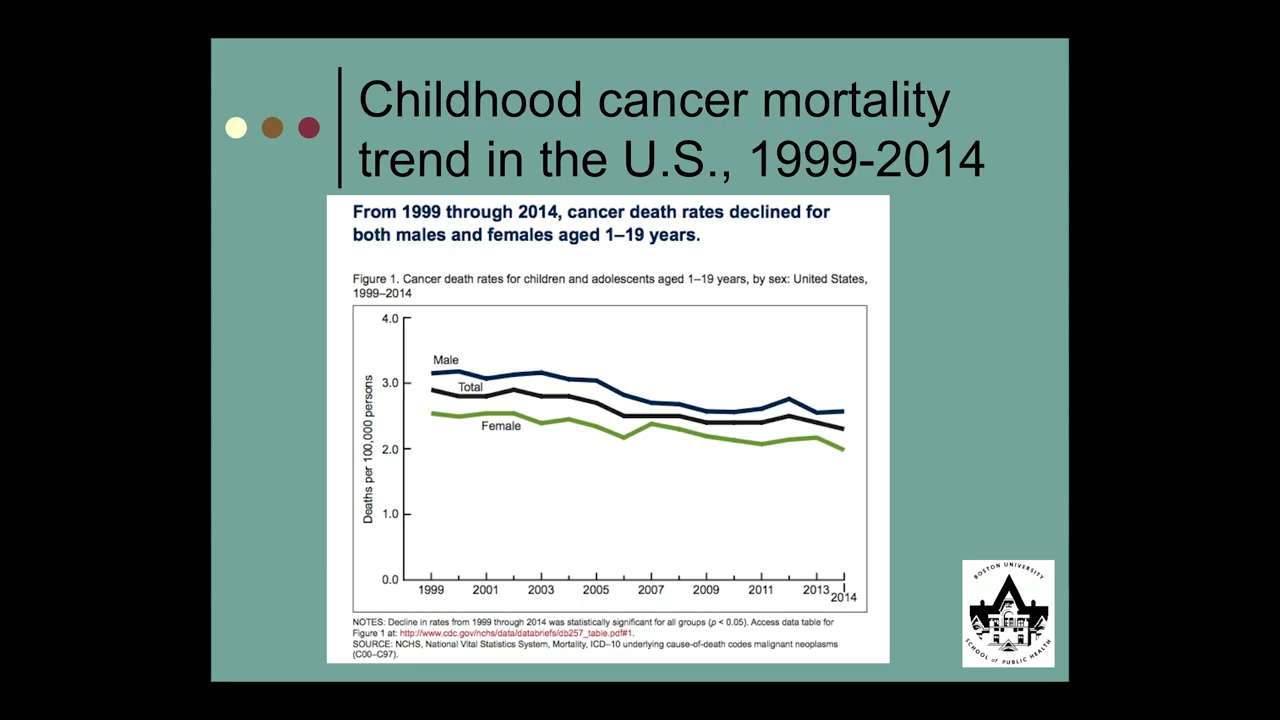 Childhood cancer mortality
trend in the U.S., 1999-2014
From 1999 through 2014, cancer death rates declined for
both males and females aged 1–19 years.
Figure 1. Cancer death rates for children and adolescents aged 1–19 years, by sex: United States,
1999–2014
Deaths per 100,000 persons
4.0
3.0
2.0
1.0
0.0
Male
Total
Female
1999 2001 2003 2005 2007 2009 2011 2013
2014
NOTES: Decline in rates from 1999 through 2014 was statistically significant for all groups (p < 0.05). Access data table for
Figure 1 at: http://www.cdc.gov/nchs/data/databriefs/db257_table.pdf#1.
SOURCE: NCHS, National Vital Statistics System, Mortality, ICD–10 underlying cause-of-death codes malignant neoplasms
(C00–C97).
BOSTON UNIVERSITY
SCHOOL of PUBLIC HEALTH